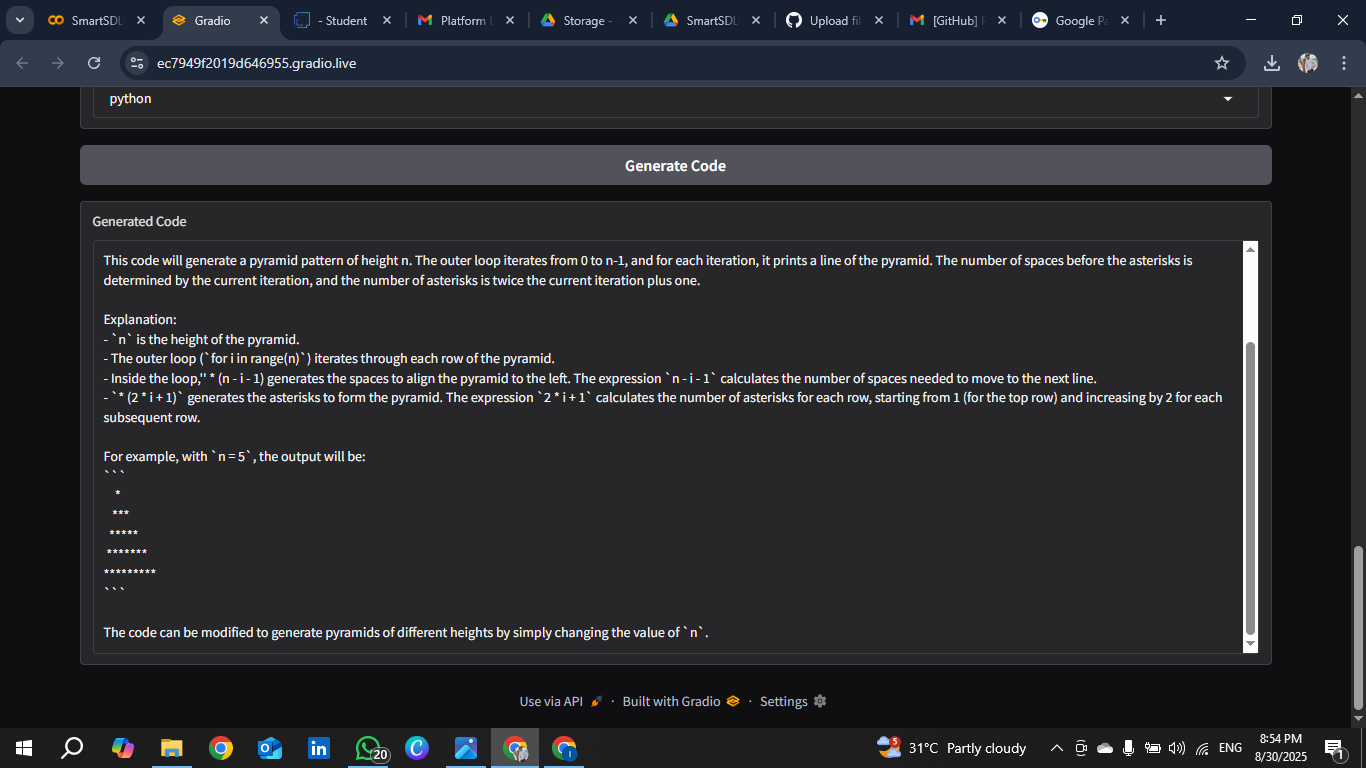 SmartSDL
Gradio
- Student
Platform L
Storage -
SmartSDL
Upload fil
[GitHub] P
Google Pa
ec7949f2019d646955.gradio.live
python
Generate Code
Generated Code
This code will generate a pyramid pattern of height n. The outer loop iterates from 0 to n-1, and for each iteration, it prints a line of the pyramid. The number of spaces before the asterisks is
determined by the current iteration, and the number of asterisks is twice the current iteration plus one.
Explanation:
- `n` is the height of the pyramid.
- The outer loop (`for i in range(n)`) iterates through each row of the pyramid.
- Inside the loop," * (n - i - 1) generates the spaces to align the pyramid to the left. The expression `n - i - 1` calculates the number of spaces needed to move to the next line.
- `* (2 * i + 1)` generates the asterisks to form the pyramid. The expression `2 * i + 1` calculates the number of asterisks for each row, starting from 1 (for the top row) and increasing by 2 for each
subsequent row.
For example, with `n = 5`, the output will be:
```
*
***
*****
*******
*********
```
The code can be modified to generate pyramids of different heights by simply changing the value of `n`.
Use via API · Built with Gradio · Settings
20
5
31°C Partly cloudy
ENG
8:54 PM
8/30/2025
1